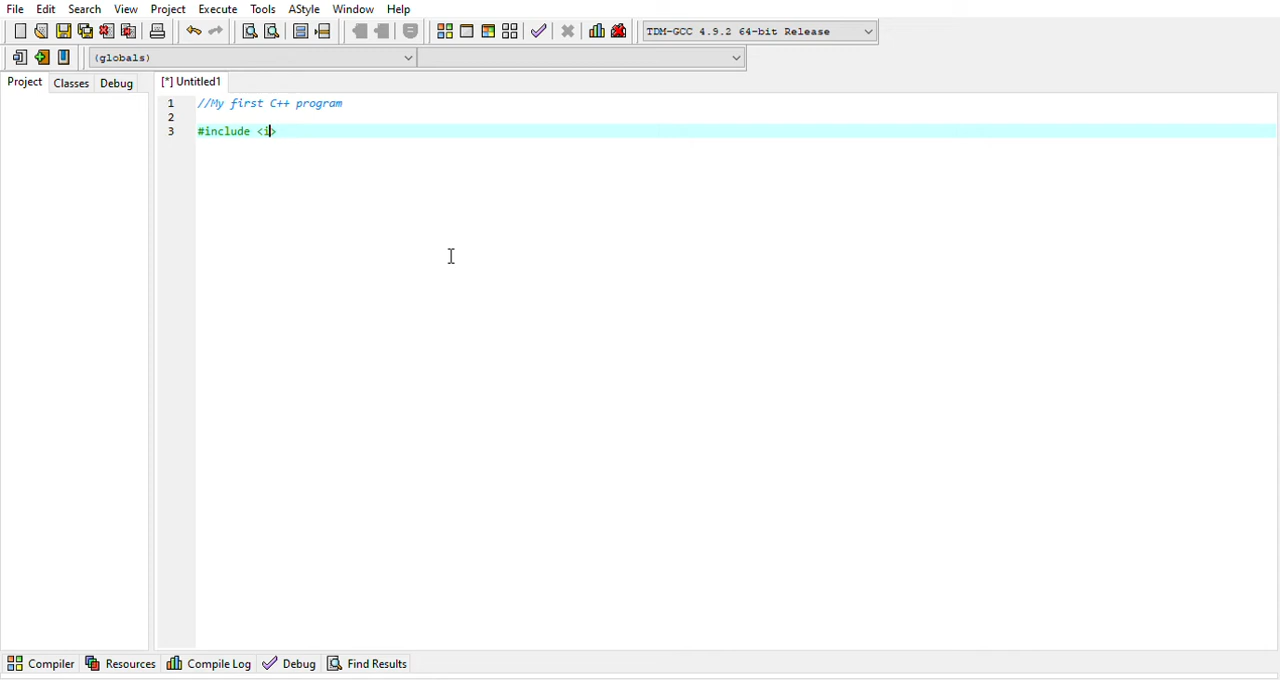 File Edit Search View Project Execute Tools AStyle Window Help
TDM-GCC 4.9.2 64-bit Release
(globals)
Project Classes Debug [*] Untitled1
1 //My first C++ program
2
3 #include <i>
Compiler Resources Compile Log Debug Find Results